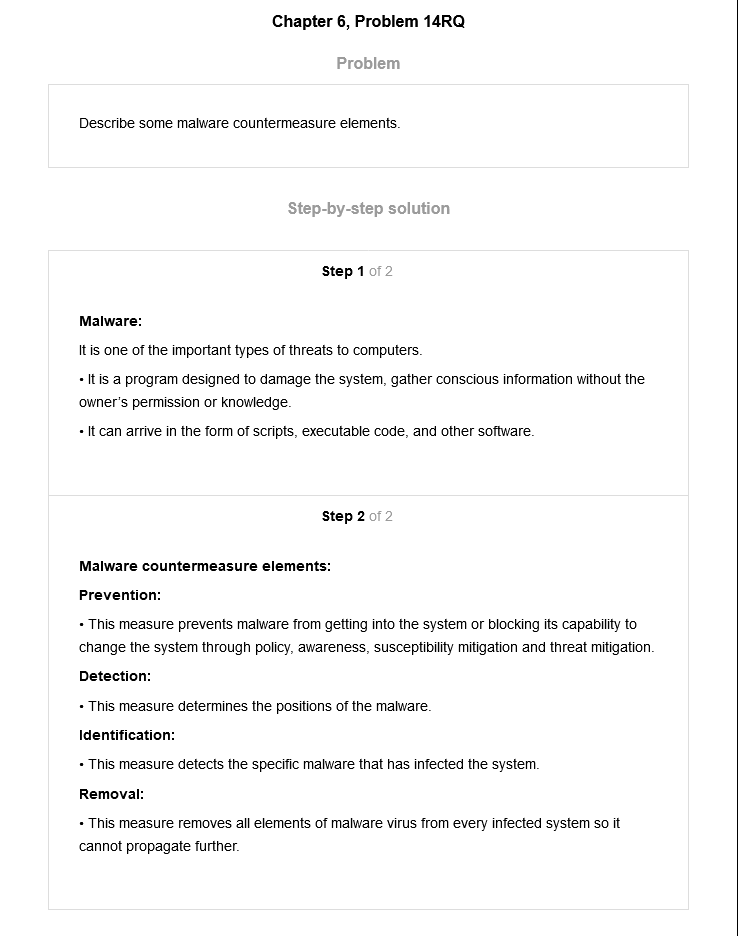 Chapter 6, Problem 14RQ
Problem
Describe some malware countermeasure elements.
Step-by-step solution
Step 1 of 2
Malware:
It is one of the important types of threats to computers.
• It is a program designed to damage the system, gather conscious information without the
owner’s permission or knowledge.
• It can arrive in the form of scripts, executable code, and other software.
Step 2 of 2
Malware countermeasure elements:
Prevention:
• This measure prevents malware from getting into the system or blocking its capability to
change the system through policy, awareness, susceptibility mitigation and threat mitigation.
Detection:
• This measure determines the positions of the malware.
Identification:
• This measure detects the specific malware that has infected the system.
Removal:
• This measure removes all elements of malware virus from every infected system so it
cannot propagate further.